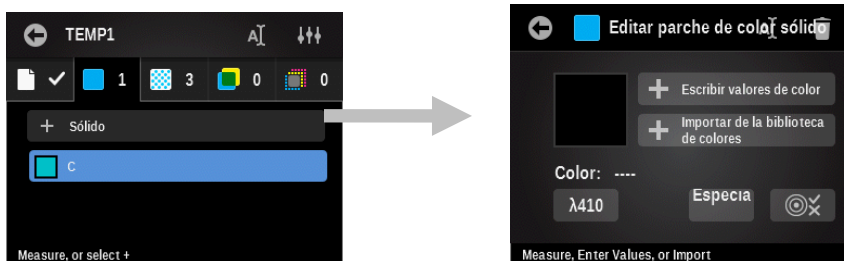 TEMP1
A
1
3
0
0
+ Sólido
C
Measure, or select +
Editar parche de color sólido
Escribir valores de color
Importar de la biblioteca
de colores
Color: ----
λ410
Especia
Measure, Enter Values, or Import